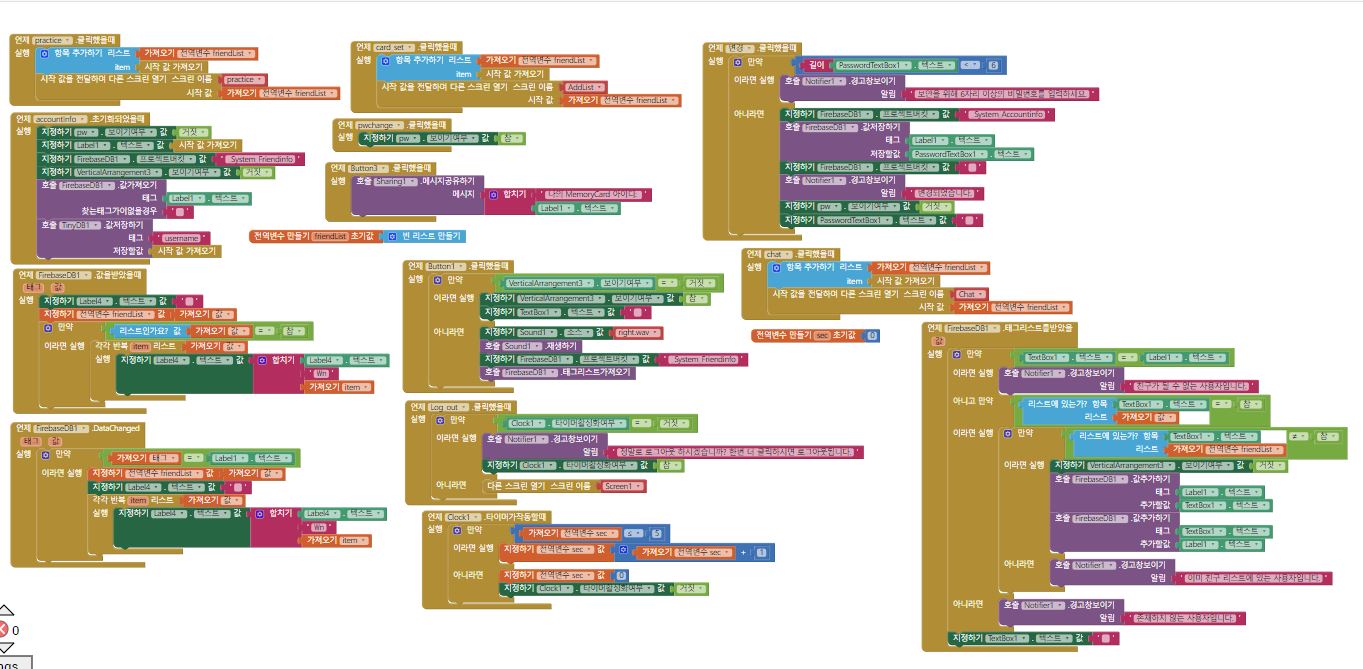 언제 practice .클릭했을때
실행 항목 추가하기 리스트 가져오기 전역변수 friendList
item 시작 값 가져오기
시작 값을 전달하며 다른 스크린 열기 스크린 이름 practice
시작 값 가져오기 전역변수 friendList
언제 accountInfo .초기화되었을때
실행 지정하기 pw . 보이기여부 값 거짓
지정하기 Label1 . 텍스트 값 시작 값 가져오기
지정하기 FirebaseDB1 . 프로젝트버킷 값 " System Friendinfo "
지정하기 VerticalArrangement3 . 보이기여부 값 거짓
호출 FirebaseDB1 .값가져오기
태그 Label1 . 텍스트
찾는태그가이없을경우 " "
호출 TinyDB1 .값저장하기
태그 " username "
저장할값 시작 값 가져오기
언제 FirebaseDB1 .값을받았을때
태그 값
실행 지정하기 Label4 . 텍스트 값 " "
지정하기 전역변수 friendList 값 가져오기 값
만약 리스트인가요? 값 가져오기 값 = 참
이라면 실행 각각 반복 item 리스트 가져오기 값
실행 지정하기 Label4 . 텍스트 값 합치기 Label4 . 텍스트
" \n "
가져오기 item
언제 FirebaseDB1 .DataChanged
태그 값
실행 만약 가져오기 태그 = Label1 . 텍스트
이라면 실행 지정하기 전역변수 friendList 값 가져오기 값
지정하기 Label4 . 텍스트 값 " "
각각 반복 item 리스트 가져오기 값
실행 지정하기 Label4 . 텍스트 값 합치기 Label4 . 텍스트
" \n "
가져오기 item
0
언제 card_set .클릭했을때
실행 항목 추가하기 리스트 가져오기 전역변수 friendList
item 시작 값 가져오기
시작 값을 전달하며 다른 스크린 열기 스크린 이름 AddList
시작 값 가져오기 전역변수 friendList
언제 pwchange .클릭했을때
실행 지정하기 pw . 보이기여부 값 참
언제 Button3 .클릭했을때
실행 호출 Sharing1 .메시지공유하기
메시지 합치기 " 나의 MemoryCard 아이디: "
Label1 . 텍스트
전역변수 만들기 friendList 초기값 빈 리스트 만들기
언제 Button1 .클릭했을때
실행 만약 VerticalArrangement3 . 보이기여부 = 거짓
이라면 실행 지정하기 VerticalArrangement3 . 보이기여부 값 참
지정하기 TextBox1 . 텍스트 값 " "
아니라면 지정하기 Sound1 . 소스 값 right.wav
호출 Sound1 .재생하기
지정하기 FirebaseDB1 . 프로젝트버킷 값 " System Friendinfo "
호출 FirebaseDB1 .태그리스트가져오기
언제 Log_out .클릭했을때
실행 만약 Clock1 . 타이머활성화여부 = 거짓
이라면 실행 호출 Notifier1 .경고창보이기
알림 " 정말로 로그아웃 하시겠습니까? 한번 더 클릭하시면 로그아웃됩니다. "
지정하기 Clock1 . 타이머활성화여부 값 참
아니라면 다른 스크린 열기 스크린 이름 Screen1
언제 Clock1 .타이머가작동할때
실행 만약 가져오기 전역변수 sec ≤ 5
이라면 실행 지정하기 전역변수 sec 값 가져오기 전역변수 sec + 1
아니라면 지정하기 전역변수 sec 값 0
지정하기 Clock1 . 타이머활성화여부 값 거짓
언제 변경 .클릭했을때
실행 만약 길이 PasswordTextBox1 . 텍스트 < 6
이라면 실행 호출 Notifier1 .경고창보이기
알림 " 보안을 위해 6자리 이상의 비밀번호를 입력하세요. "
아니라면 지정하기 FirebaseDB1 . 프로젝트버킷 값 " System Accountinfo "
호출 FirebaseDB1 .값저장하기
태그 Label1 . 텍스트
저장할값 PasswordTextBox1 . 텍스트
지정하기 FirebaseDB1 . 프로젝트버킷 값 " "
호출 Notifier1 .경고창보이기
알림 " 변경되었습니다. "
지정하기 pw . 보이기여부 값 거짓
지정하기 PasswordTextBox1 . 텍스트 값 " "
언제 chat .클릭했을때
실행 항목 추가하기 리스트 가져오기 전역변수 friendList
item 시작 값 가져오기
시작 값을 전달하며 다른 스크린 열기 스크린 이름 Chat
시작 값 가져오기 전역변수 friendList
전역변수 만들기 sec 초기값 0
언제 FirebaseDB1 .태그리스트를받았을
값
실행 만약 TextBox1 . 텍스트 = Label1 . 텍스트
이라면 실행 호출 Notifier1 .경고창보이기
알림 " 친구가 될 수 없는 사용자입니다. "
아니고 만약 리스트에 있는가? 항목 TextBox1 . 텍스트 = 참
리스트 가져오기 값
이라면 실행 만약 리스트에 있는가? 항목 TextBox1 . 텍스트 ≠ 참
리스트 가져오기 전역변수 friendList
이라면 실행 지정하기 VerticalArrangement3 . 보이기여부 값 거짓
호출 FirebaseDB1 .값추가하기
태그 Label1 . 텍스트
추가할값 TextBox1 . 텍스트
호출 FirebaseDB1 .값추가하기
태그 TextBox1 . 텍스트
추가할값 Label1 . 텍스트
아니라면 호출 Notifier1 .경고창보이기
알림 " 이미 친구 리스트에 있는 사용자입니다. "
아니라면 호출 Notifier1 .경고창보이기
알림 " 존재하지 않는 사용자입니다. "
지정하기 TextBox1 . 텍스트 값 " "